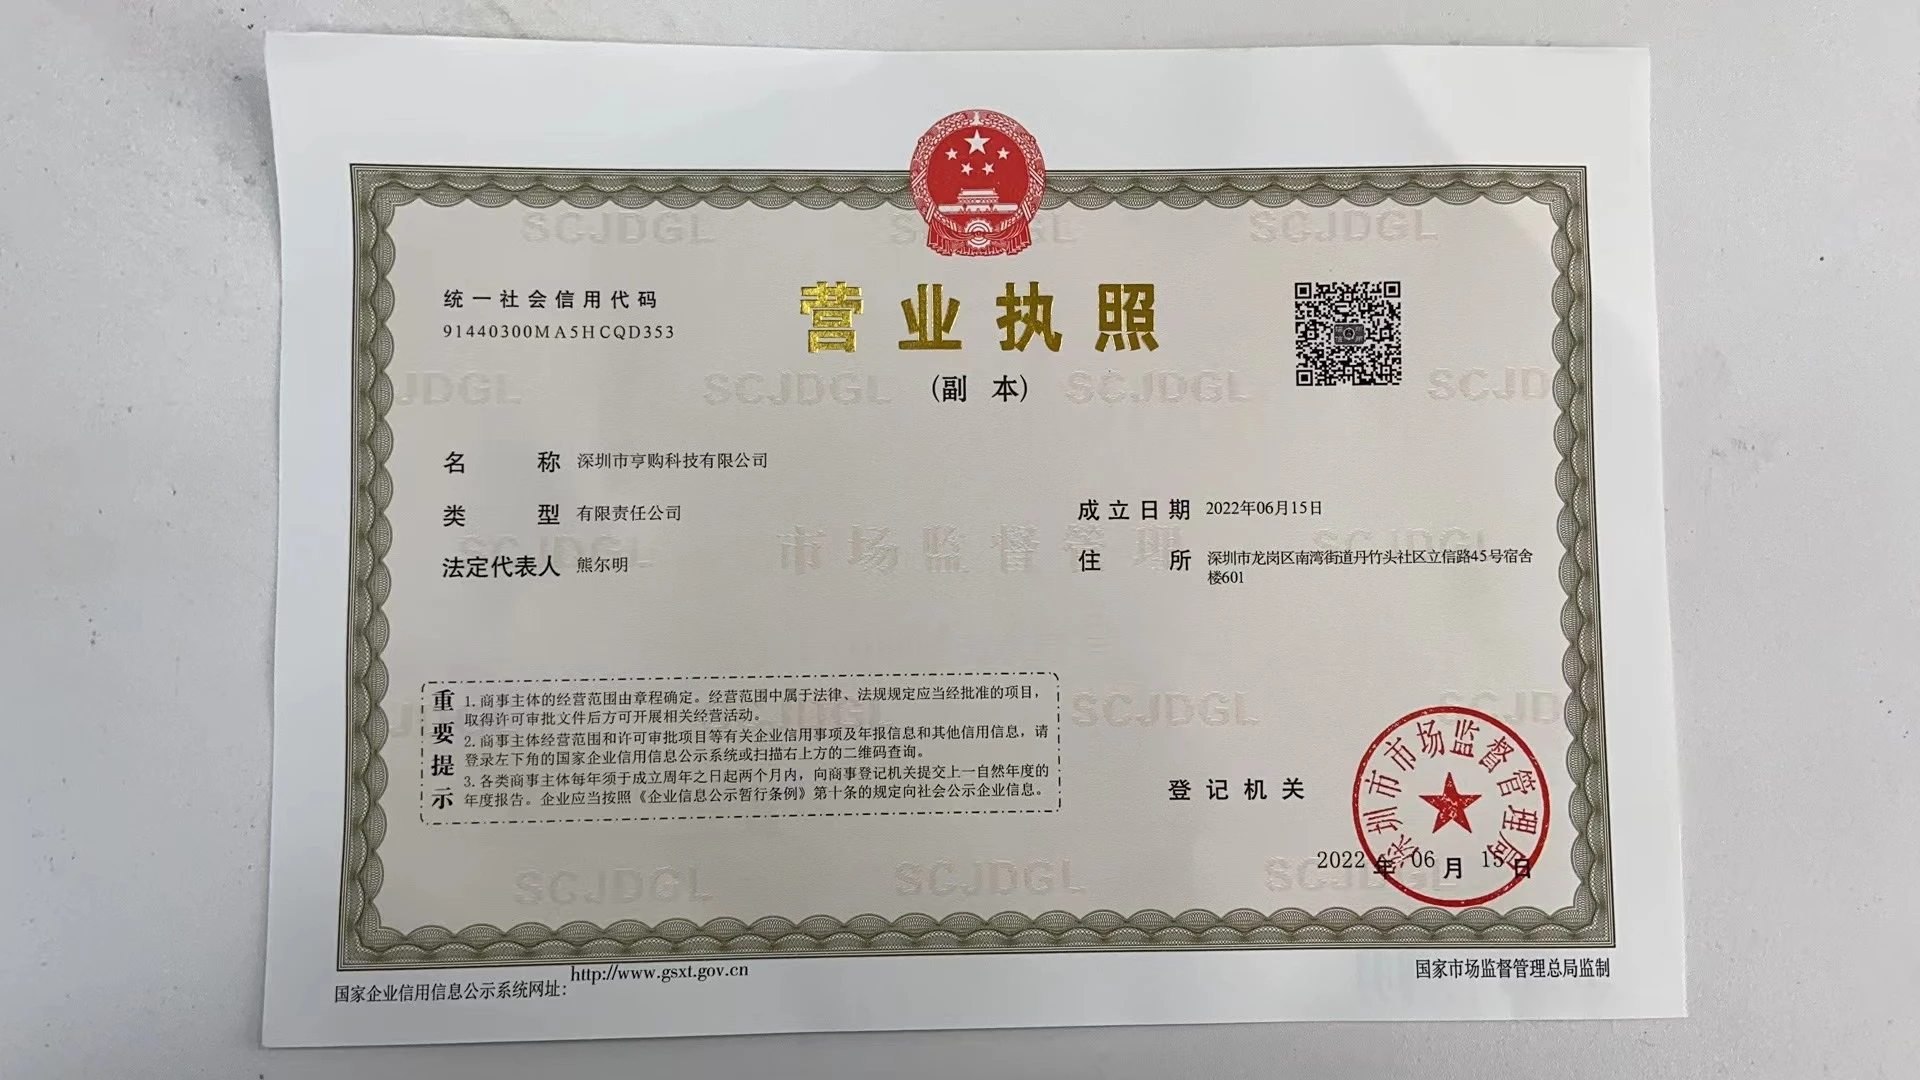 统一社会信用代码
91440300MA5HCQD353
营业执照
(副 本)
名 称 深圳市亨购科技有限公司
类 型 有限责任公司
法定代表人 熊尔明
成立日期 2022年06月15日
住 所 深圳市龙岗区南湾街道丹竹头社区立信路45号宿舍
楼601
重要提示
1. 商事主体的经营范围由章程确定。经营范围中属于法律、法规规定应当经批准的项目，
取得许可审批文件后方可开展相关经营活动。
2. 商事主体经营范围和许可审批项目等有关企业信用事项及年报信息和其他信用信息，请
登录左下角的国家企业信用信息公示系统或扫描右上方的二维码查询。
3. 各类商事主体每年须于成立周年之日起两个月内，向商事登记机关提交上一自然年度的
年度报告。企业应当按照《企业信息公示暂行条例》第十条的规定向社会公示企业信息。
登记机关
深圳市市场监督管理局
2022 年 06 月 15 日
国家企业信用信息公示系统网址：http://www.gsxt.gov.cn
国家市场监督管理总局监制
SCJDGL
市场监督管理